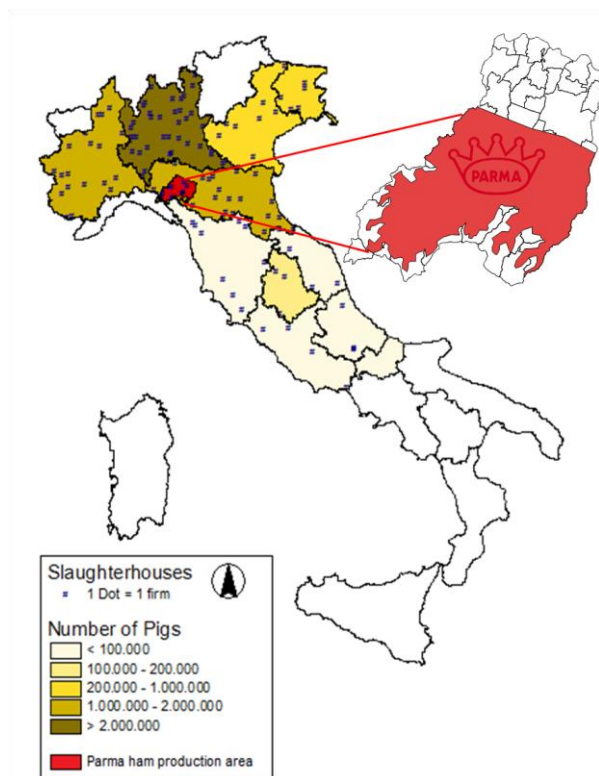 PARMA
Slaughterhouses
1 Dot = 1 firm
Number of Pigs
< 100.000
100.000 - 200.000
200.000 - 1.000.000
1.000.000 - 2.000.000
> 2.000.000
Parma ham production area